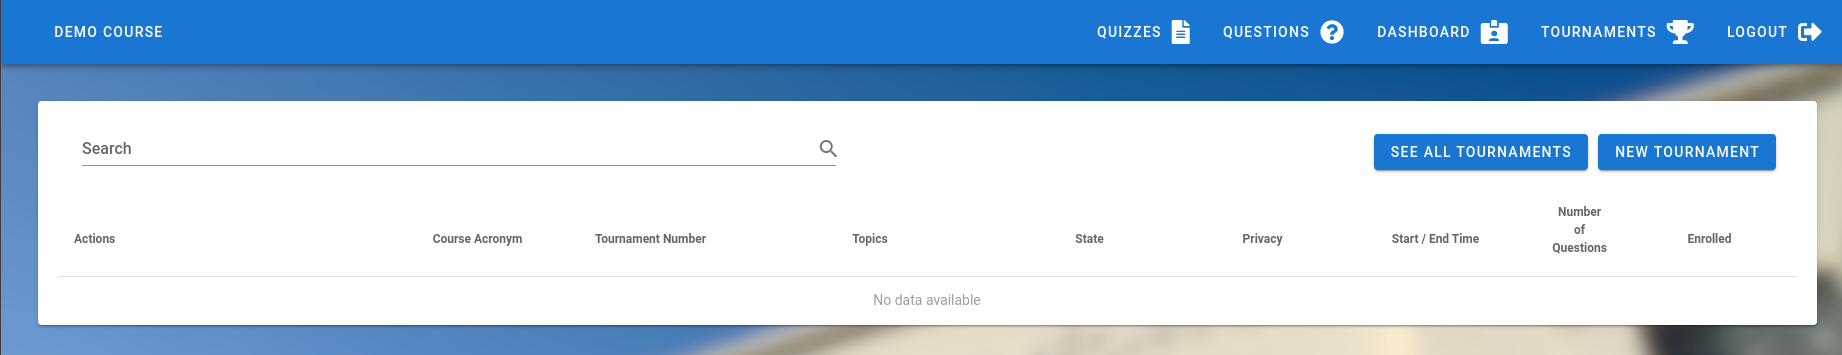 DEMO COURSE QUIZZES QUESTIONS DASHBOARD TOURNAMENTS LOGOUT
Search SEE ALL TOURNAMENTS NEW TOURNAMENT
Actions Course Acronym Tournament Number Topics State Privacy Start / End Time Number of Questions Enrolled
No data available